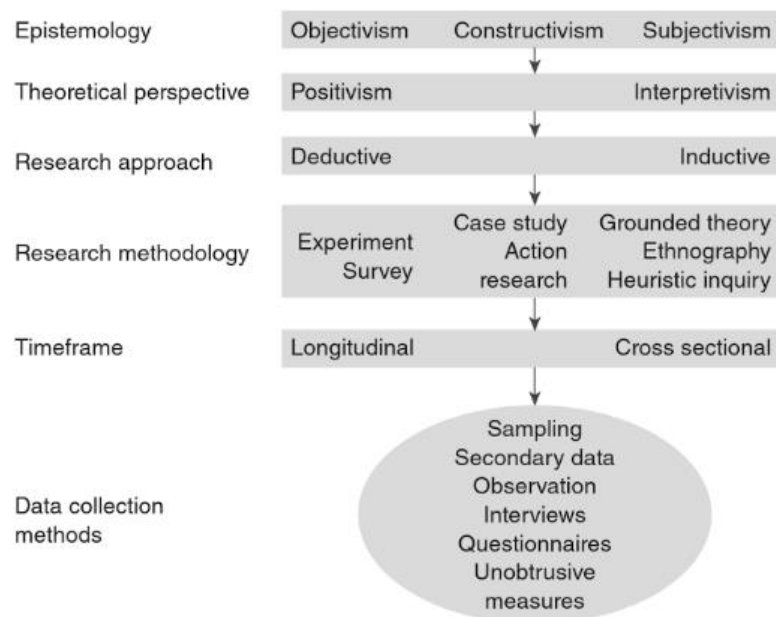 Epistemology
Objectivism Constructivism Subjectivism
Theoretical perspective
Positivism Interpretivism
Research approach
Deductive Inductive
Research methodology
Experiment
Survey
Case study
Action
research
Grounded theory
Ethnography
Heuristic inquiry
Timeframe
Longitudinal Cross sectional
Data collection
methods
Sampling
Secondary data
Observation
Interviews
Questionnaires
Unobtrusive
measures